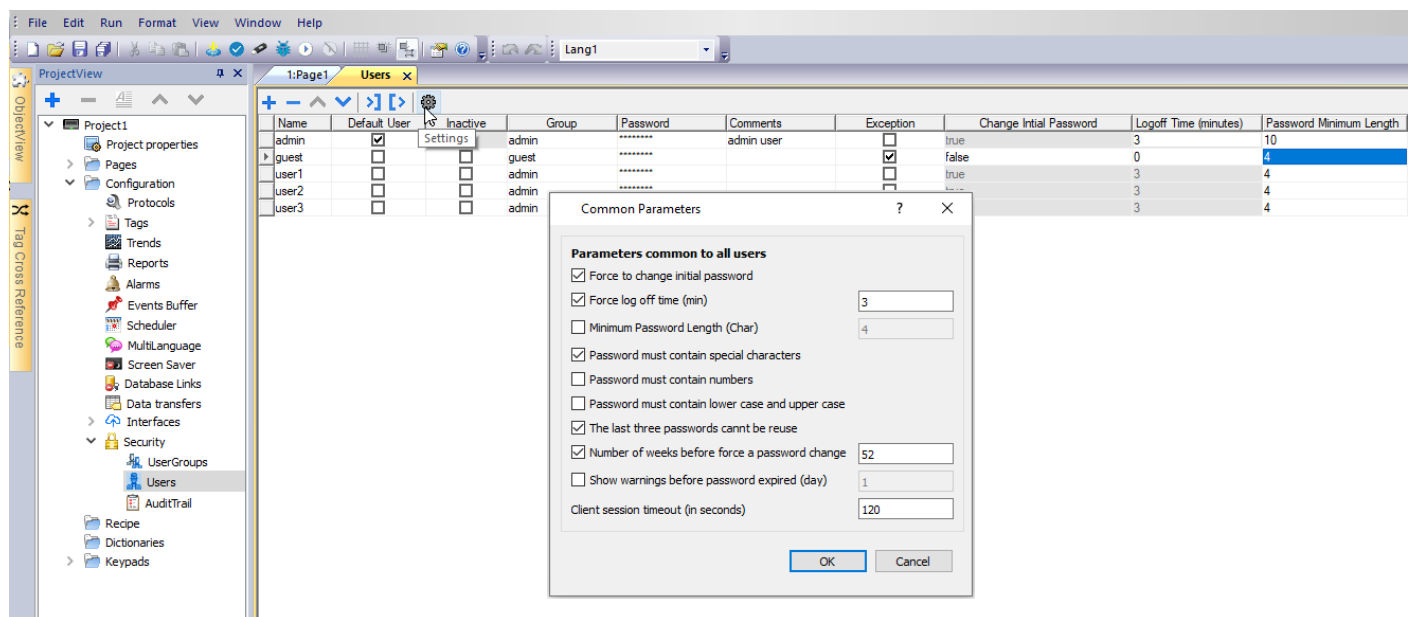 File Edit Run Format View Window Help
Lang1
ObjectView
Tag Cross Reference
ProjectView
Project1
Project properties
Pages
Configuration
Protocols
Tags
Trends
Reports
Alarms
Events Buffer
Scheduler
MultiLanguage
Screen Saver
Database Links
Data transfers
Interfaces
Security
UserGroups
Users
AuditTrail
Recipe
Dictionaries
Keypads
1:Page1 Users
Settings
Name Default User Inactive Group Password Comments Exception Change Intial Password Logoff Time (minutes) Password Minimum Length
admin admin ******** admin user true 3 10
guest guest ******** false 0 4
user1 admin ******** true 3 4
user2 admin ******** 3 4
user3 admin 3 4
Common Parameters ?
Parameters common to all users
Force to change initial password
Force log off time (min) 3
Minimum Password Length (Char) 4
Password must contain special characters
Password must contain numbers
Password must contain lower case and upper case
The last three passwords cannt be reuse
Number of weeks before force a password change 52
Show warnings before password expired (day) 1
Client session timeout (in seconds) 120
OK Cancel